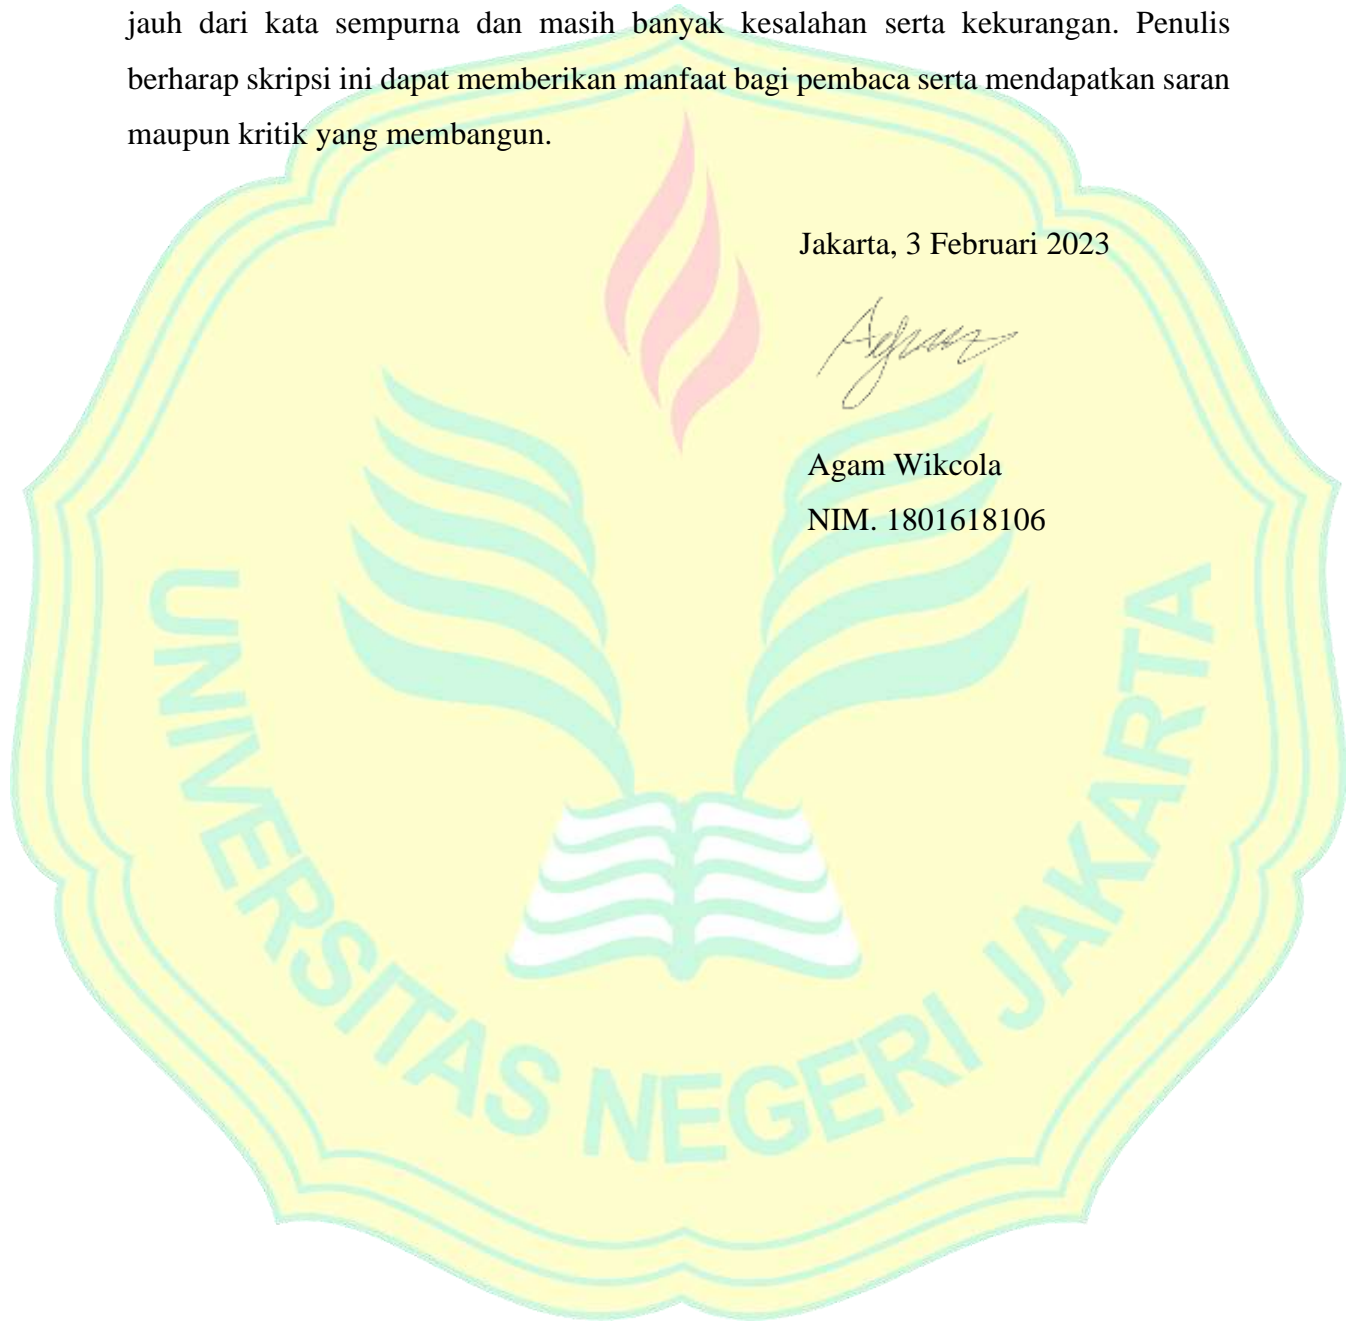 jauh dari kata sempurna dan masih banyak kesalahan serta kekurangan. Penulis
berharap skripsi ini dapat memberikan manfaat bagi pembaca serta mendapatkan saran
maupun kritik yang membangun.
Jakarta, 3 Februari 2023
Agam
Agam Wikcola
NIM. 1801618106
UNIVERSITAS NEGERI JAKARTA